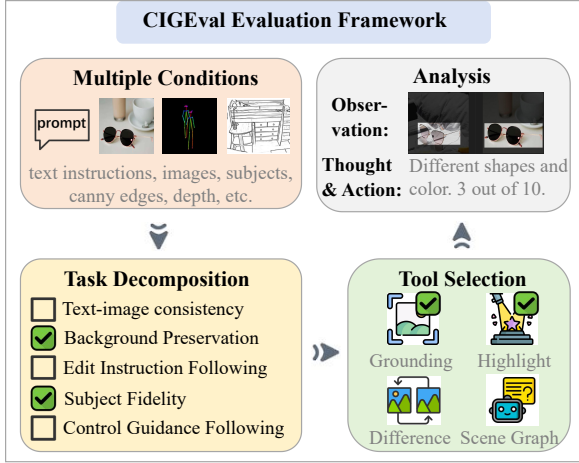 CIGEval Evaluation Framework
Multiple Conditions
prompt
text instructions, images, subjects,
canny edges, depth, etc.
Task Decomposition
Text-image consistency
Background Preservation
Edit Instruction Following
Subject Fidelity
Control Guidance Following
Tool Selection
Grounding
Highlight
Difference
Scene Graph
Analysis
Obser-
vation:
Thought
& Action:
Different shapes and
color. 3 out of 10.